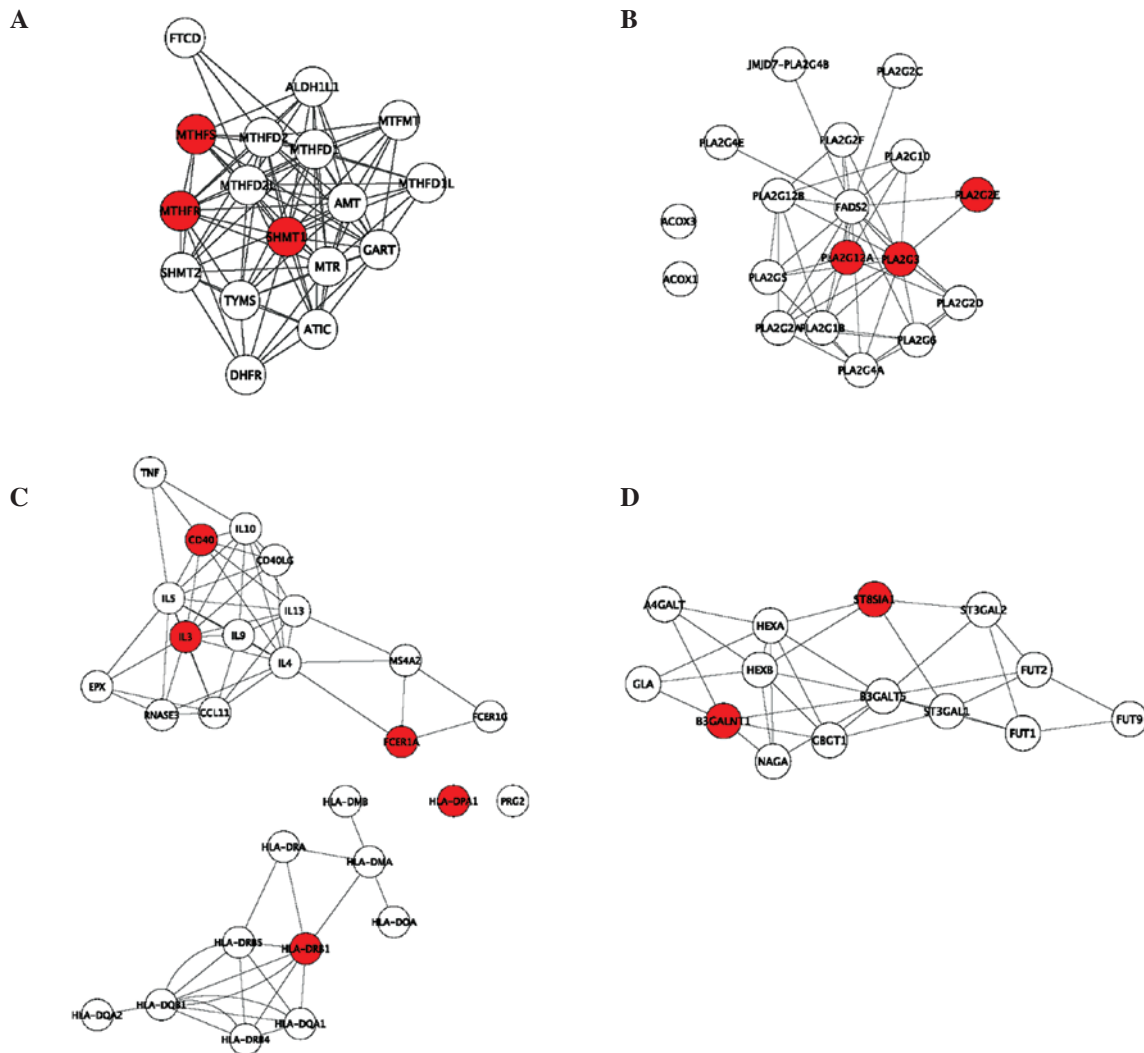 A
FTCD
ALDH1L1
MTFMT
MTHFS
MTHFD2
MTHFD
MTHFD2L
MTHFD1L
AMT
MTHFR
SHMT1
GART
SHMT2
MTR
TYMS
ATIC
DHFR
B
JMJD7-PLA2G4B
PLA2G2C
PLA2G4E
PLA2G2F
PLA2G10
PLA2G12B
PLA2G2E
FADS2
ACOX3
PLA2G12A
PLA2G3
ACOX1
PLA2G5
PLA2G2D
PLA2G2A
PLA2G1B
PLA2G6
PLA2G4A
C
TNF
IL10
CD40
CD40LG
IL5
IL13
IL3
IL9
IL4
MS4A2
EPX
RNASE3
CCL11
FCER1G
FCER1A
HLA-DMB
HLA-DPA1
PRG2
HLA-DRA
HLA-DMA
HLA-DOA
HLA-DRB5
HLA-DRB1
HLA-DQB1
HLA-DQA2
HLA-DQA1
HLA-DRB4
D
ST8SIA1
A4GALT
ST3GAL2
HEXA
HEXB
FUT2
GLA
B3GALT5
ST3GAL1
B3GALNT1
FUT9
GBGT1
FUT1
NAGA